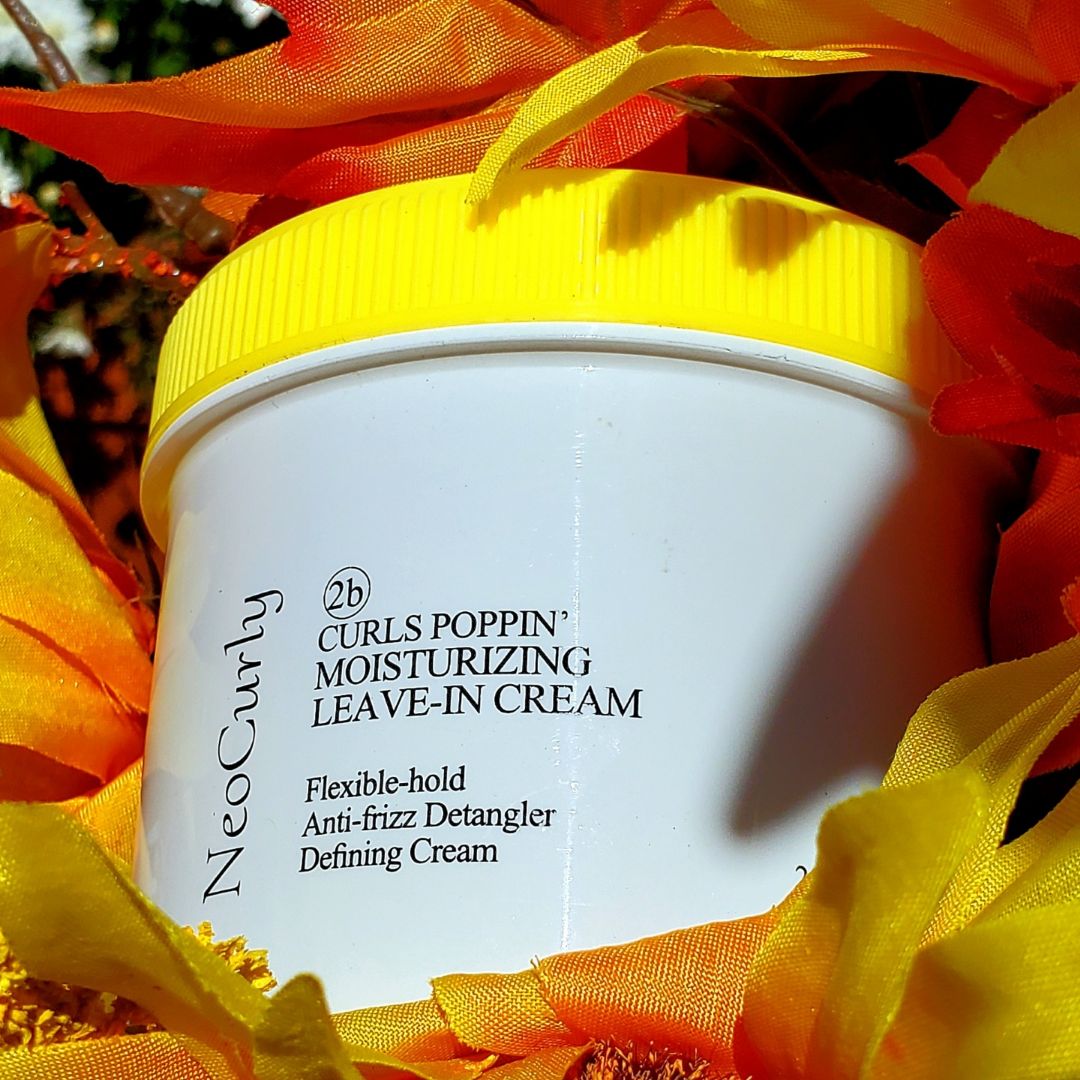 NeoCurly
2b
CURLS POPPIN’
MOISTURIZING
LEAVE-IN CREAM
Flexible-hold
Anti-frizz Detangler
Defining Cream